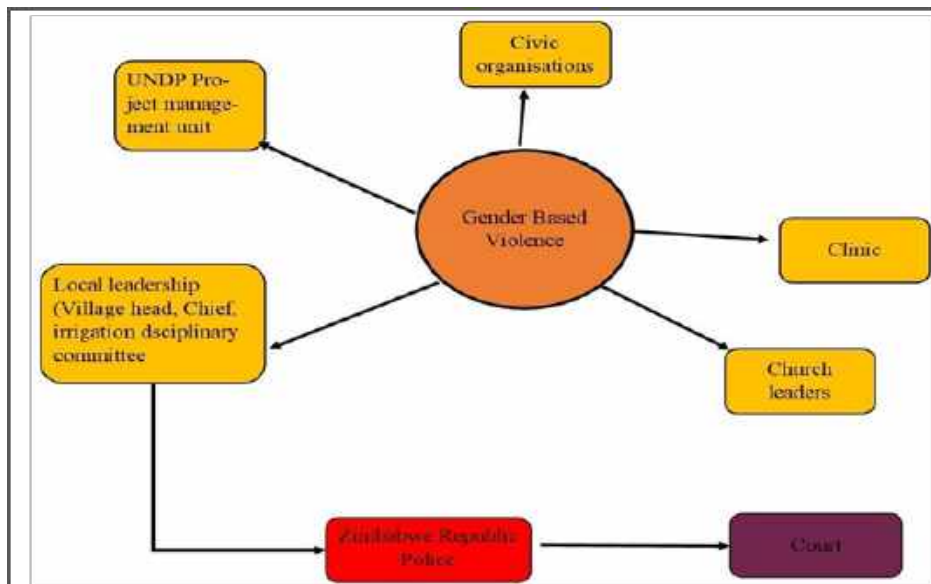 Civic
organisations
UNDP Pro-
ject manage-
ment unit
Gender Based
Violence
Clinic
Local leadership
(Village head, Chief,
irrigation dsciplinary
committee
Church
leaders
Zimbabwe Republic
Police
Court